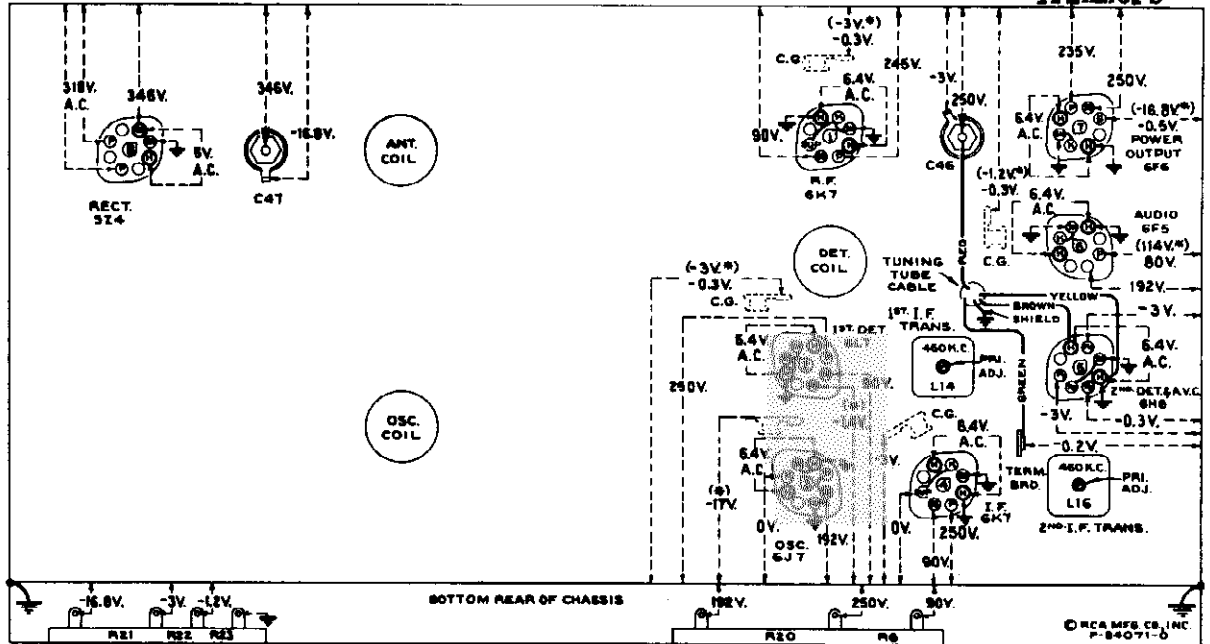 (-3V.*)
-0.3V.
C.G.
318V.
A.C.
346V.
346V.
-16.8V.
5V.
A.C.
RECT.
5Z4
C47
ANT.
COIL
6.4V.
A.C.
245V.
90V.
R.F.
6K7
-3V.
250V.
C46
235V.
250V.
6.4V.
A.C.
(-16.8V.*)
-0.5V.
POWER
OUTPUT
6F6
(-1.2V.*)
-0.3V.
C.G.
6.4V.
A.C.
AUDIO
6F5
(114V.*)
80V.
192V.
DET.
COIL
RED
TUNING
TUBE
CABLE
YELLOW
BROWN
SHIELD
GREEN
(-3V.*)
-0.3V.
C.G.
250V.
6.4V.
A.C.
1ST. DET.
6L7
1ST. I.F.
TRANS.
460 K.C.
PRI.
ADJ.
L14
-3V.
6.4V.
A.C.
2ND. DET. & A.V.C.
6H6
-3V.
-0.3V.
-0.2V.
OSC.
COIL
C.G.
6.4V.
A.C.
(*)
-17V.
0V.
192V.
OSC.
6J7
-3V.
6.4V.
A.C.
0V.
250V.
90V.
I.F.
6K7
TERM.
BRD.
460 K.C.
PRI.
ADJ.
L16
2ND. I.F. TRANS.
-16.8V.
-3V.
-1.2V.
BOTTOM REAR OF CHASSIS
192V.
250V.
90V.
R21
R22
R23
R20
R6
© RCA MFG. CO., INC.
P-84071-0